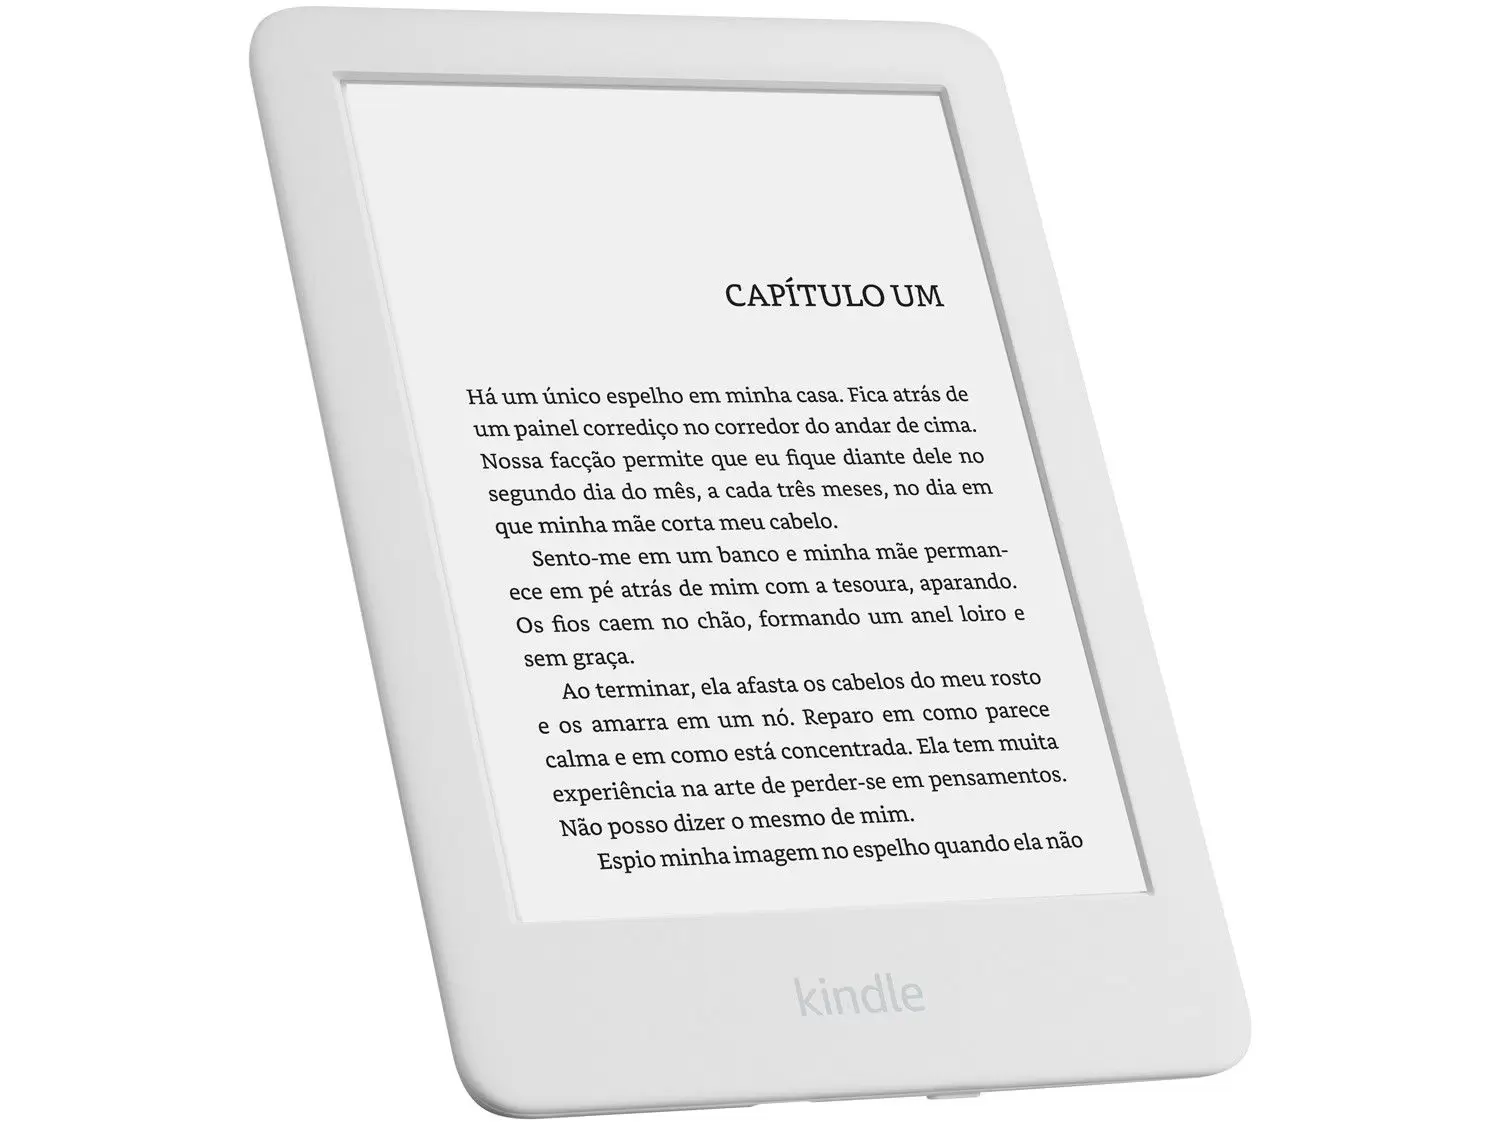 CAPÍTULO UM
Há um único espelho em minha casa. Fica atrás de
um painel corrediço no corredor do andar de cima.
Nossa facção permite que eu fique diante dele no
segundo dia do mês, a cada três meses, no dia em
que minha mãe corta meu cabelo.
Sento-me em um banco e minha mãe perman-
ece em pé atrás de mim com a tesoura, aparando.
Os fios caem no chão, formando um anel loiro e
sem graça.
Ao terminar, ela afasta os cabelos do meu rosto
e os amarra em um nó. Reparo em como parece
calma e em como está concentrada. Ela tem muita
experiência na arte de perder-se em pensamentos.
Não posso dizer o mesmo de mim.
Espio minha imagem no espelho quando ela não
kindle